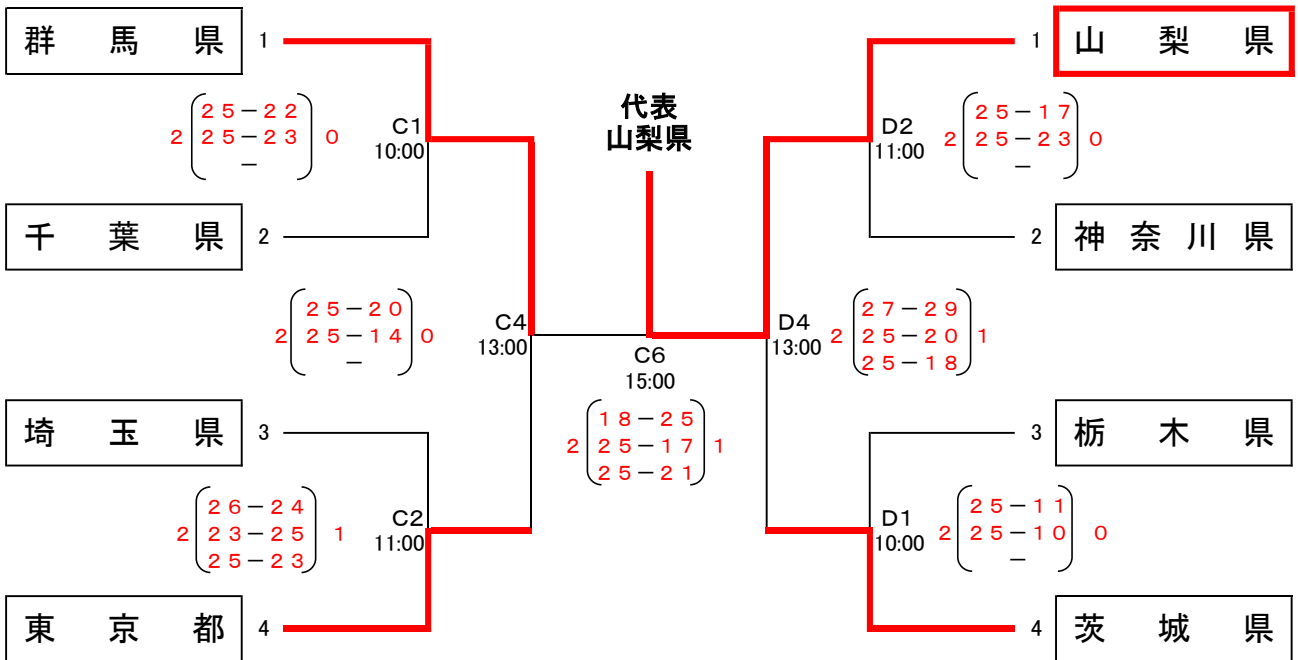 群馬県 1
1 山梨県
代表
山梨県
C1
10:00
２５－２２
２ ２５－２３ ０
－
D2
11:00
２５－１７
２ ２５－２３ ０
－
千葉県 2
2 神奈川県
２５－２０
２ ２５－１４ ０
－
C4
13:00
C6
15:00
D4
13:00
２７－２９
２ ２５－２０ １
２５－１８
１８－２５
２ ２５－１７ １
２５－２１
埼玉県 3
3 栃木県
２６－２４
２ ２３－２５ １
２５－２３
C2
11:00
D1
10:00
２５－１１
２ ２５－１０ ０
－
東京都 4
4 茨城県